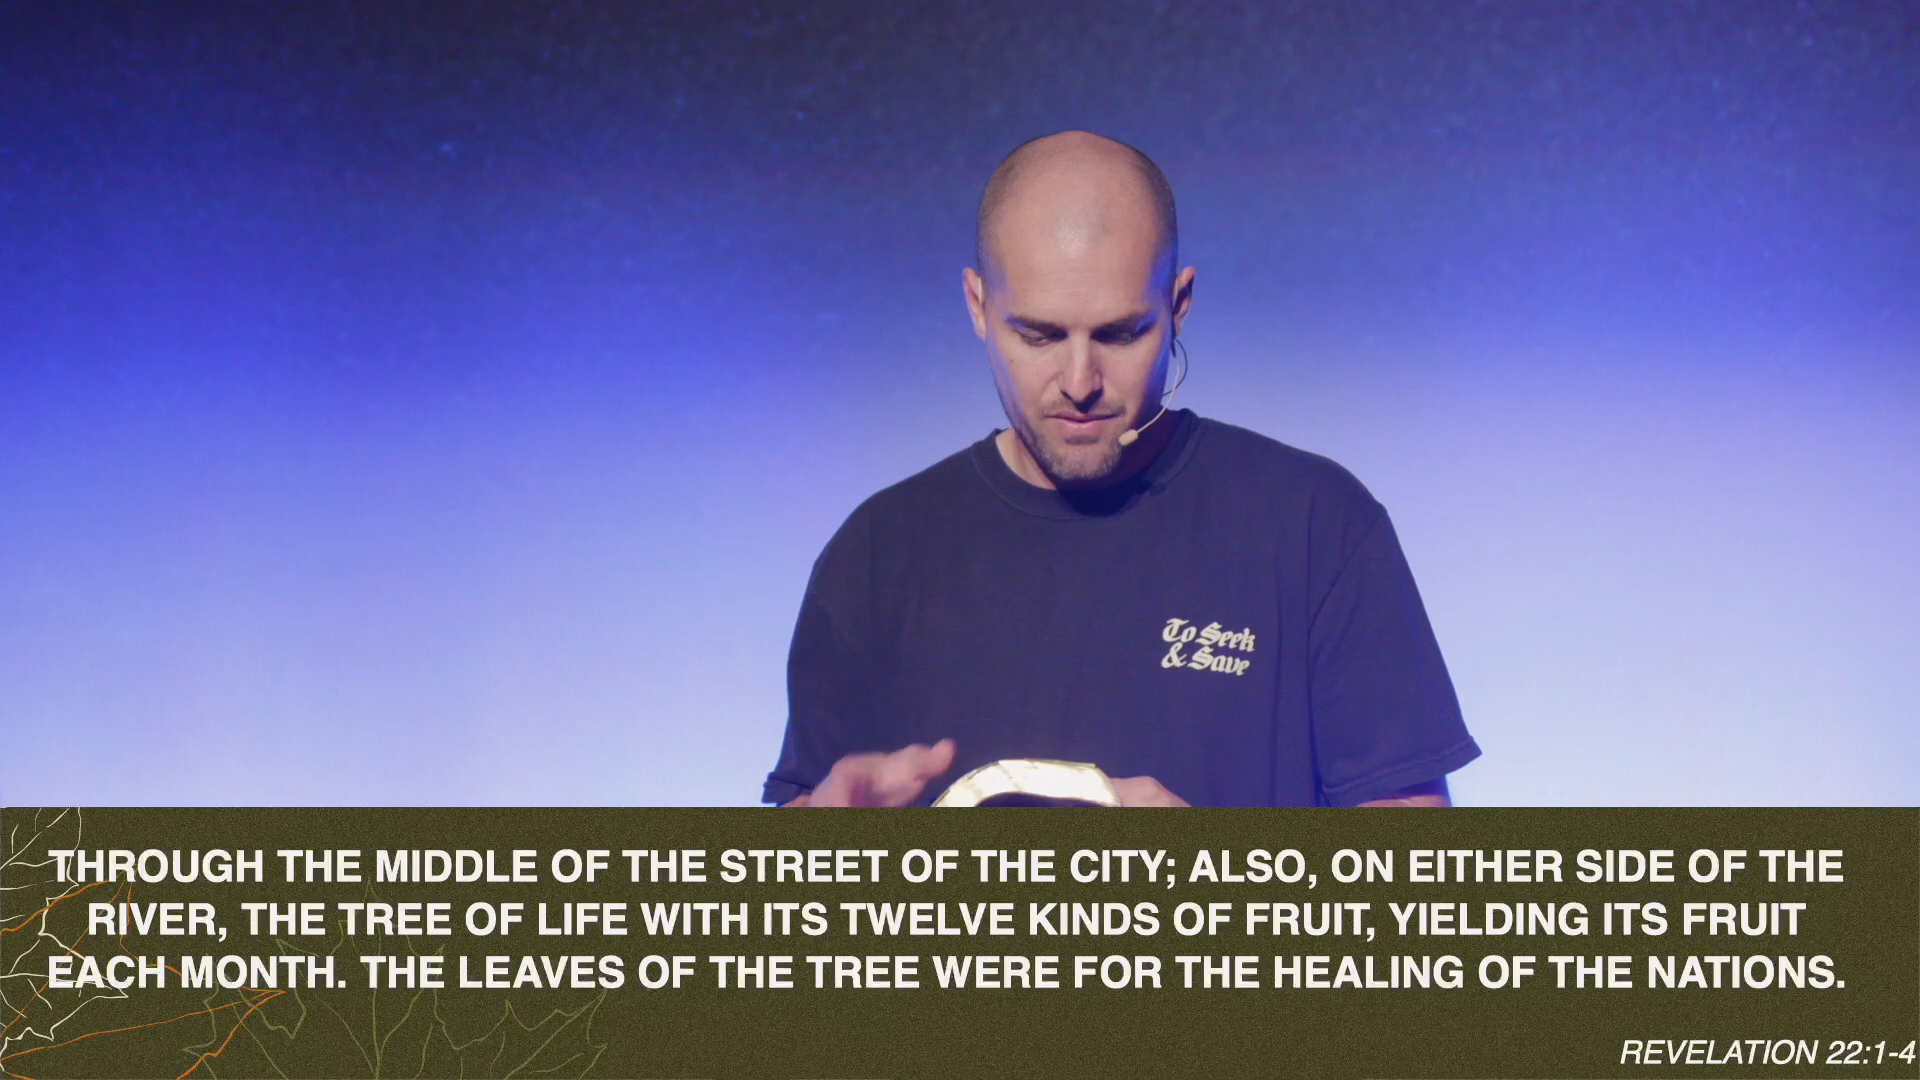 To Seek
& Save
THROUGH THE MIDDLE OF THE STREET OF THE CITY; ALSO, ON EITHER SIDE OF THE
RIVER, THE TREE OF LIFE WITH ITS TWELVE KINDS OF FRUIT, YIELDING ITS FRUIT
EACH MONTH. THE LEAVES OF THE TREE WERE FOR THE HEALING OF THE NATIONS.
REVELATION 22:1-4